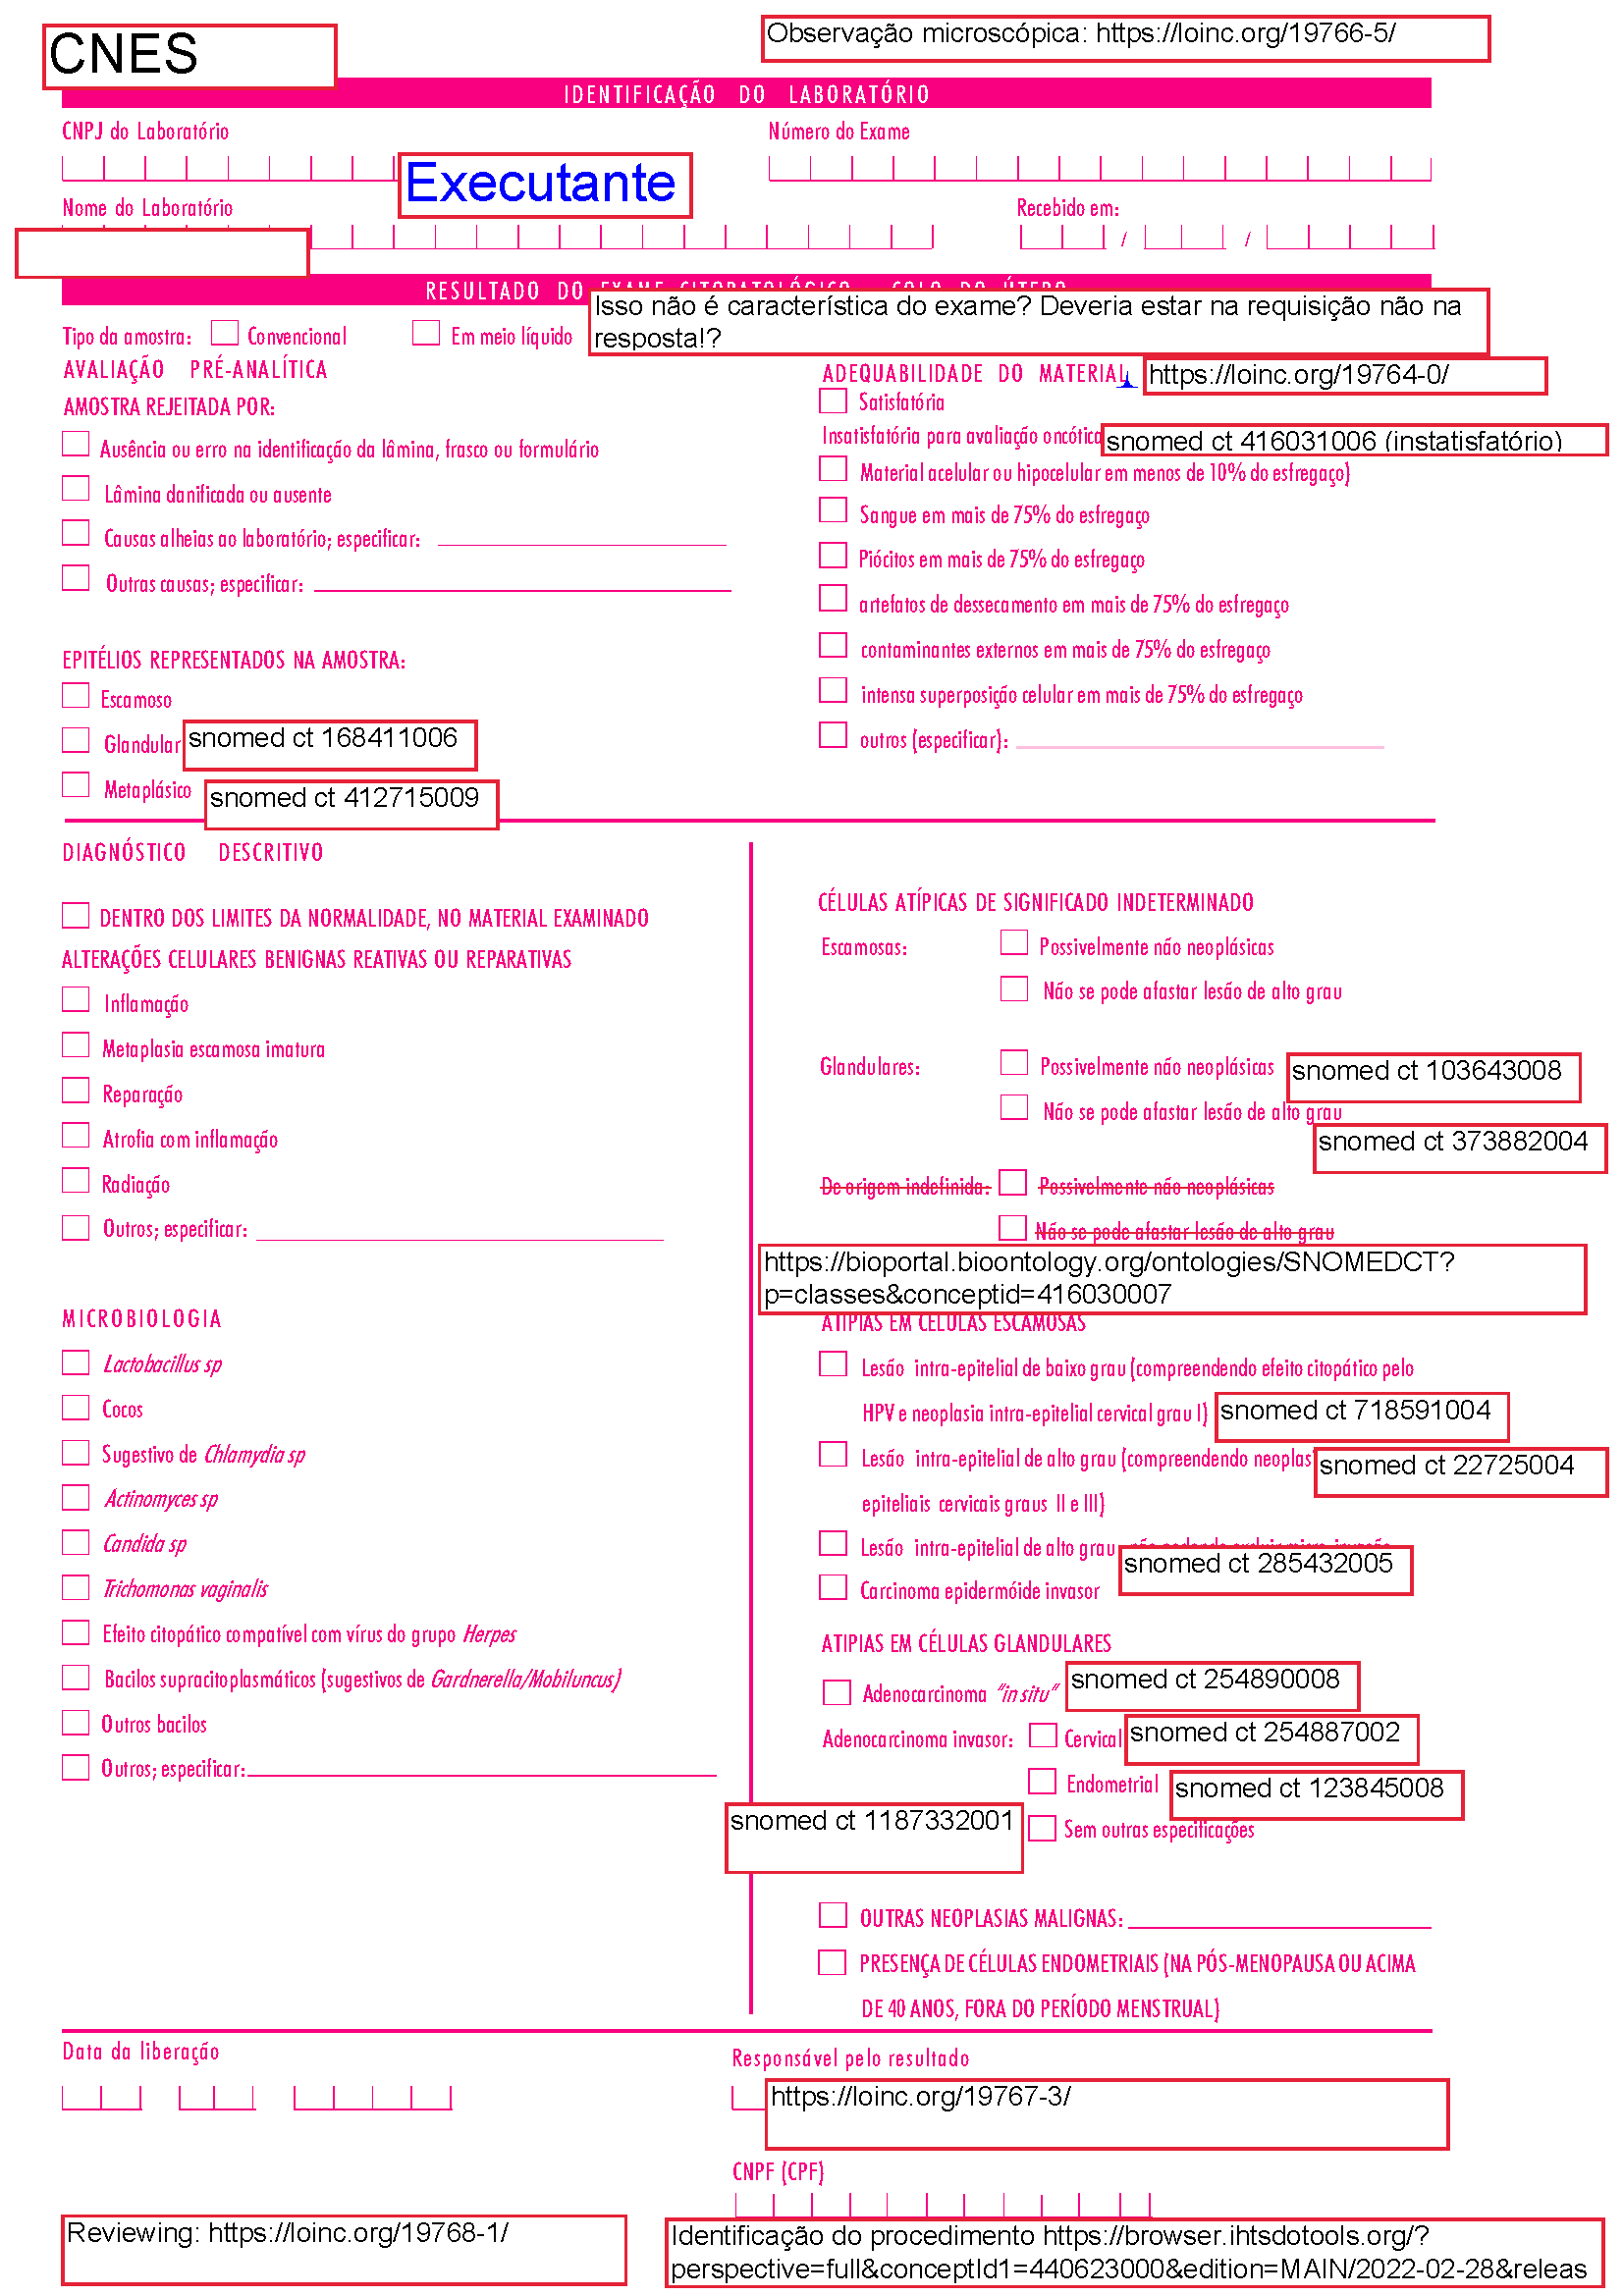 CNES
Observação microscópica: https://loinc.org/19766-5/
IDENTIFICAÇÃO DO LABORATÓRIO
CNPJ do Laboratório
Número do Exame
Executante
Nome do Laboratório
Recebido em:
/ /
RESULTADO DO EXAME CITOPATOLÓGICO COLO DO ÚTERO
Isso não é característica do exame? Deveria estar na requisição não na
resposta!?
Tipo da amostra: Convencional Em meio líquido
AVALIAÇÃO PRÉ-ANALÍTICA
AMOSTRA REJEITADA POR:
Ausência ou erro na identificação da lâmina, frasco ou formulário
Lâmina danificada ou ausente
Causas alheias ao laboratório; especificar:
Outras causas; especificar:
EPITÉLIOS REPRESENTADOS NA AMOSTRA:
Escamoso
Glandular snomed ct 168411006
Metaplásico snomed ct 412715009
ADEQUABILIDADE DO MATERIAL https://loinc.org/19764-0/
Satisfatória
Insatisfatória para avaliação oncótica snomed ct 416031006 (instatisfatório)
Material acelular ou hipocelular em menos de 10% do esfregaço)
Sangue em mais de 75% do esfregaço
Piócitos em mais de 75% do esfregaço
artefatos de dessecamento em mais de 75% do esfregaço
contaminantes externos em mais de 75% do esfregaço
intensa superposição celular em mais de 75% do esfregaço
outros (especificar):
DIAGNÓSTICO DESCRITIVO
DENTRO DOS LIMITES DA NORMALIDADE, NO MATERIAL EXAMINADO
ALTERAÇÕES CELULARES BENIGNAS REATIVAS OU REPARATIVAS
Inflamação
Metaplasia escamosa imatura
Reparação
Atrofia com inflamação
Radiação
Outros; especificar:
MICROBIOLOGIA
Lactobacillus sp
Cocos
Sugestivo de Chlamydia sp
Actinomyces sp
Candida sp
Trichomonas vaginalis
Efeito citopático compatível com vírus do grupo Herpes
Bacilos supracitoplasmáticos (sugestivos de Gardnerella/Mobiluncus)
Outros bacilos
Outros; especificar:
CÉLULAS ATÍPICAS DE SIGNIFICADO INDETERMINADO
Escamosas: Possivelmente não neoplásicas
Não se pode afastar lesão de alto grau
Glandulares: Possivelmente não neoplásicas snomed ct 103643008
Não se pode afastar lesão de alto grau
snomed ct 373882004
De origem indefinida: Possivelmente não neoplásicas
Não se pode afastar lesão de alto grau
https://bioportal.bioontology.org/ontologies/SNOMEDCT?
p=classes&conceptid=416030007
ATIPIAS EM CÉLULAS ESCAMOSAS
Lesão intra-epitelial de baixo grau (compreendendo efeito citopático pelo
HPV e neoplasia intra-epitelial cervical grau I) snomed ct 718591004
Lesão intra-epitelial de alto grau (compreendendo neoplas snomed ct 22725004
epiteliais cervicais graus II e III)
Lesão intra-epitelial de alto grau, não podendo excluir micro-invasão
snomed ct 285432005
Carcinoma epidermóide invasor
ATIPIAS EM CÉLULAS GLANDULARES
Adenocarcinoma "in situ" snomed ct 254890008
Adenocarcinoma invasor: Cervical snomed ct 254887002
Endometrial snomed ct 123845008
snomed ct 1187332001 Sem outras especificações
OUTRAS NEOPLASIAS MALIGNAS:
PRESENÇA DE CÉLULAS ENDOMETRIAIS (NA PÓS-MENOPAUSA OU ACIMA
DE 40 ANOS, FORA DO PERÍODO MENSTRUAL)
Data da liberação
Responsável pelo resultado
https://loinc.org/19767-3/
CNPF (CPF)
Reviewing: https://loinc.org/19768-1/
Identificação do procedimento https://browser.ihtsdotools.org/?
perspective=full&conceptId1=440623000&edition=MAIN/2022-02-28&releas